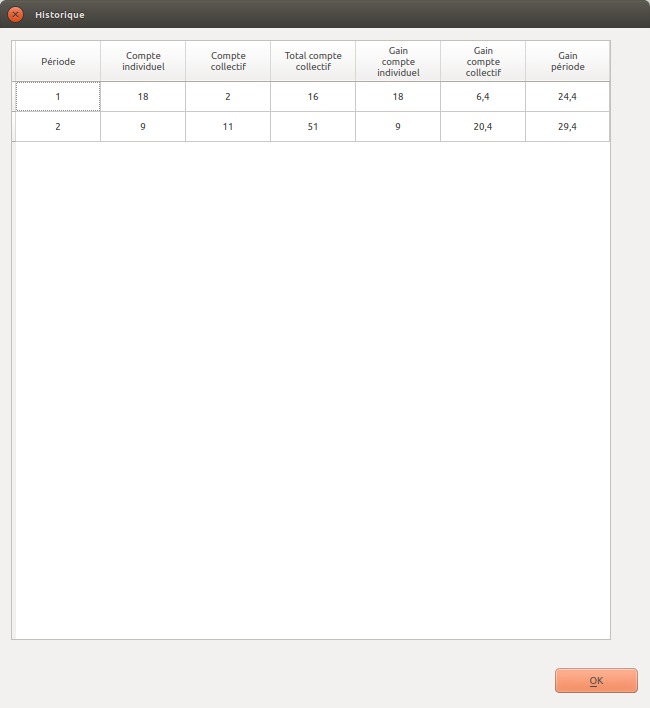 Historique
Période
Compte
individuel
Compte
collectif
Total compte
collectif
Gain
compte
individuel
Gain
compte
collectif
Gain
période
1 18 2 16 18 6,4 24,4
2 9 11 51 9 20,4 29,4
OK